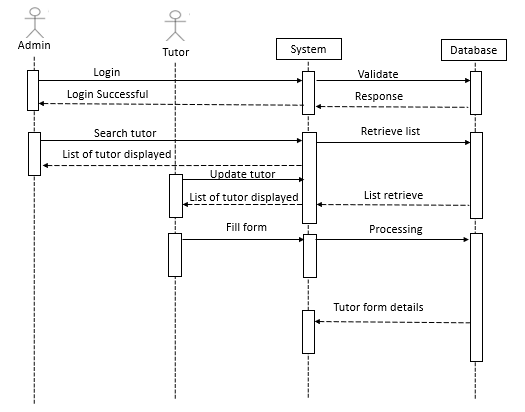 Admin
Tutor
System
Database
Login
Validate
Login Successful
Response
Search tutor
Retrieve list
List of tutor displayed
Update tutor
List of tutor displayed
List retrieve
Fill form
Processing
Tutor form details